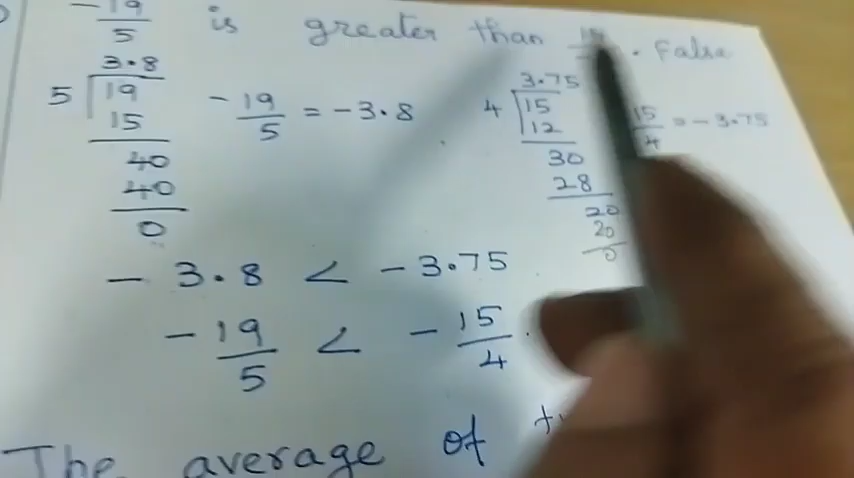 -19/5 is greater than 15 . False
3.8
5 19 -19/5 = -3.8
15
40
40
0
3.75
4 15 15/4 = -3.75
12
30
28
20
20
0
- 3.8 < -3.75
-19/5 < -15/4 .
The average of